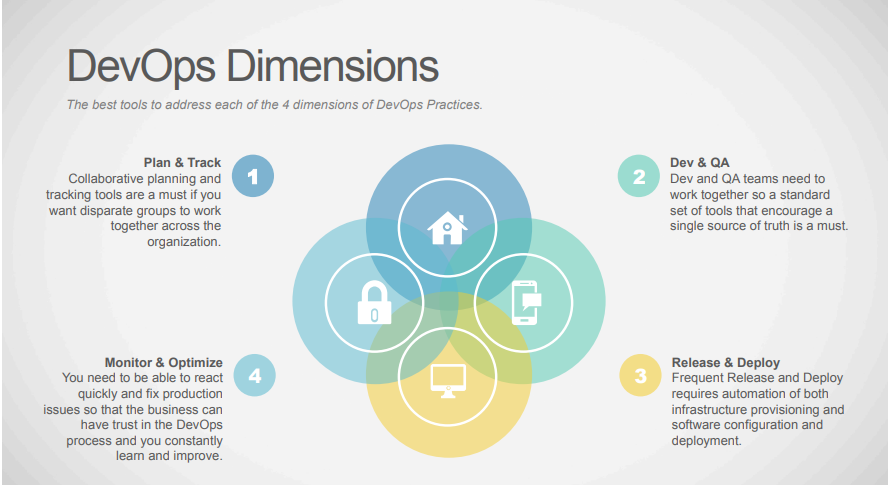 DevOps Dimensions
The best tools to address each of the 4 dimensions of DevOps Practices.
1
Plan & Track
Collaborative planning and
tracking tools are a must if you
want disparate groups to work
together across the
organization.
2
Dev & QA
Dev and QA teams need to
work together so a standard
set of tools that encourage a
single source of truth is a must.
4
Monitor & Optimize
You need to be able to react
quickly and fix production
issues so that the business can
have trust in the DevOps
process and you constantly
learn and improve.
3
Release & Deploy
Frequent Release and Deploy
requires automation of both
infrastructure provisioning and
software configuration and
deployment.